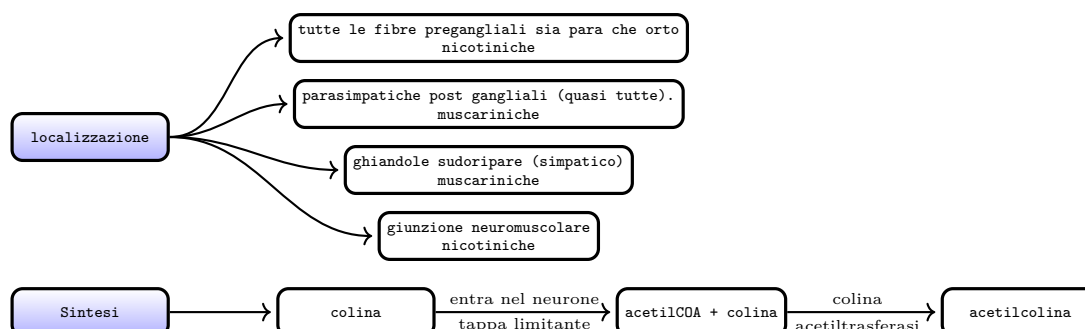 tutte le fibre pregangliali sia para che orto
nicotiniche
parasimpatiche post gangliali (quasi tutte).
muscariniche
localizzazione
ghiandole sudoripare (simpatico)
muscariniche
giunzione neuromuscolare
nicotiniche
Sintesi
colina
entra nel neurone
tappa limitante
acetilCOA + colina
colina
acetiltrasferasi
acetilcolina